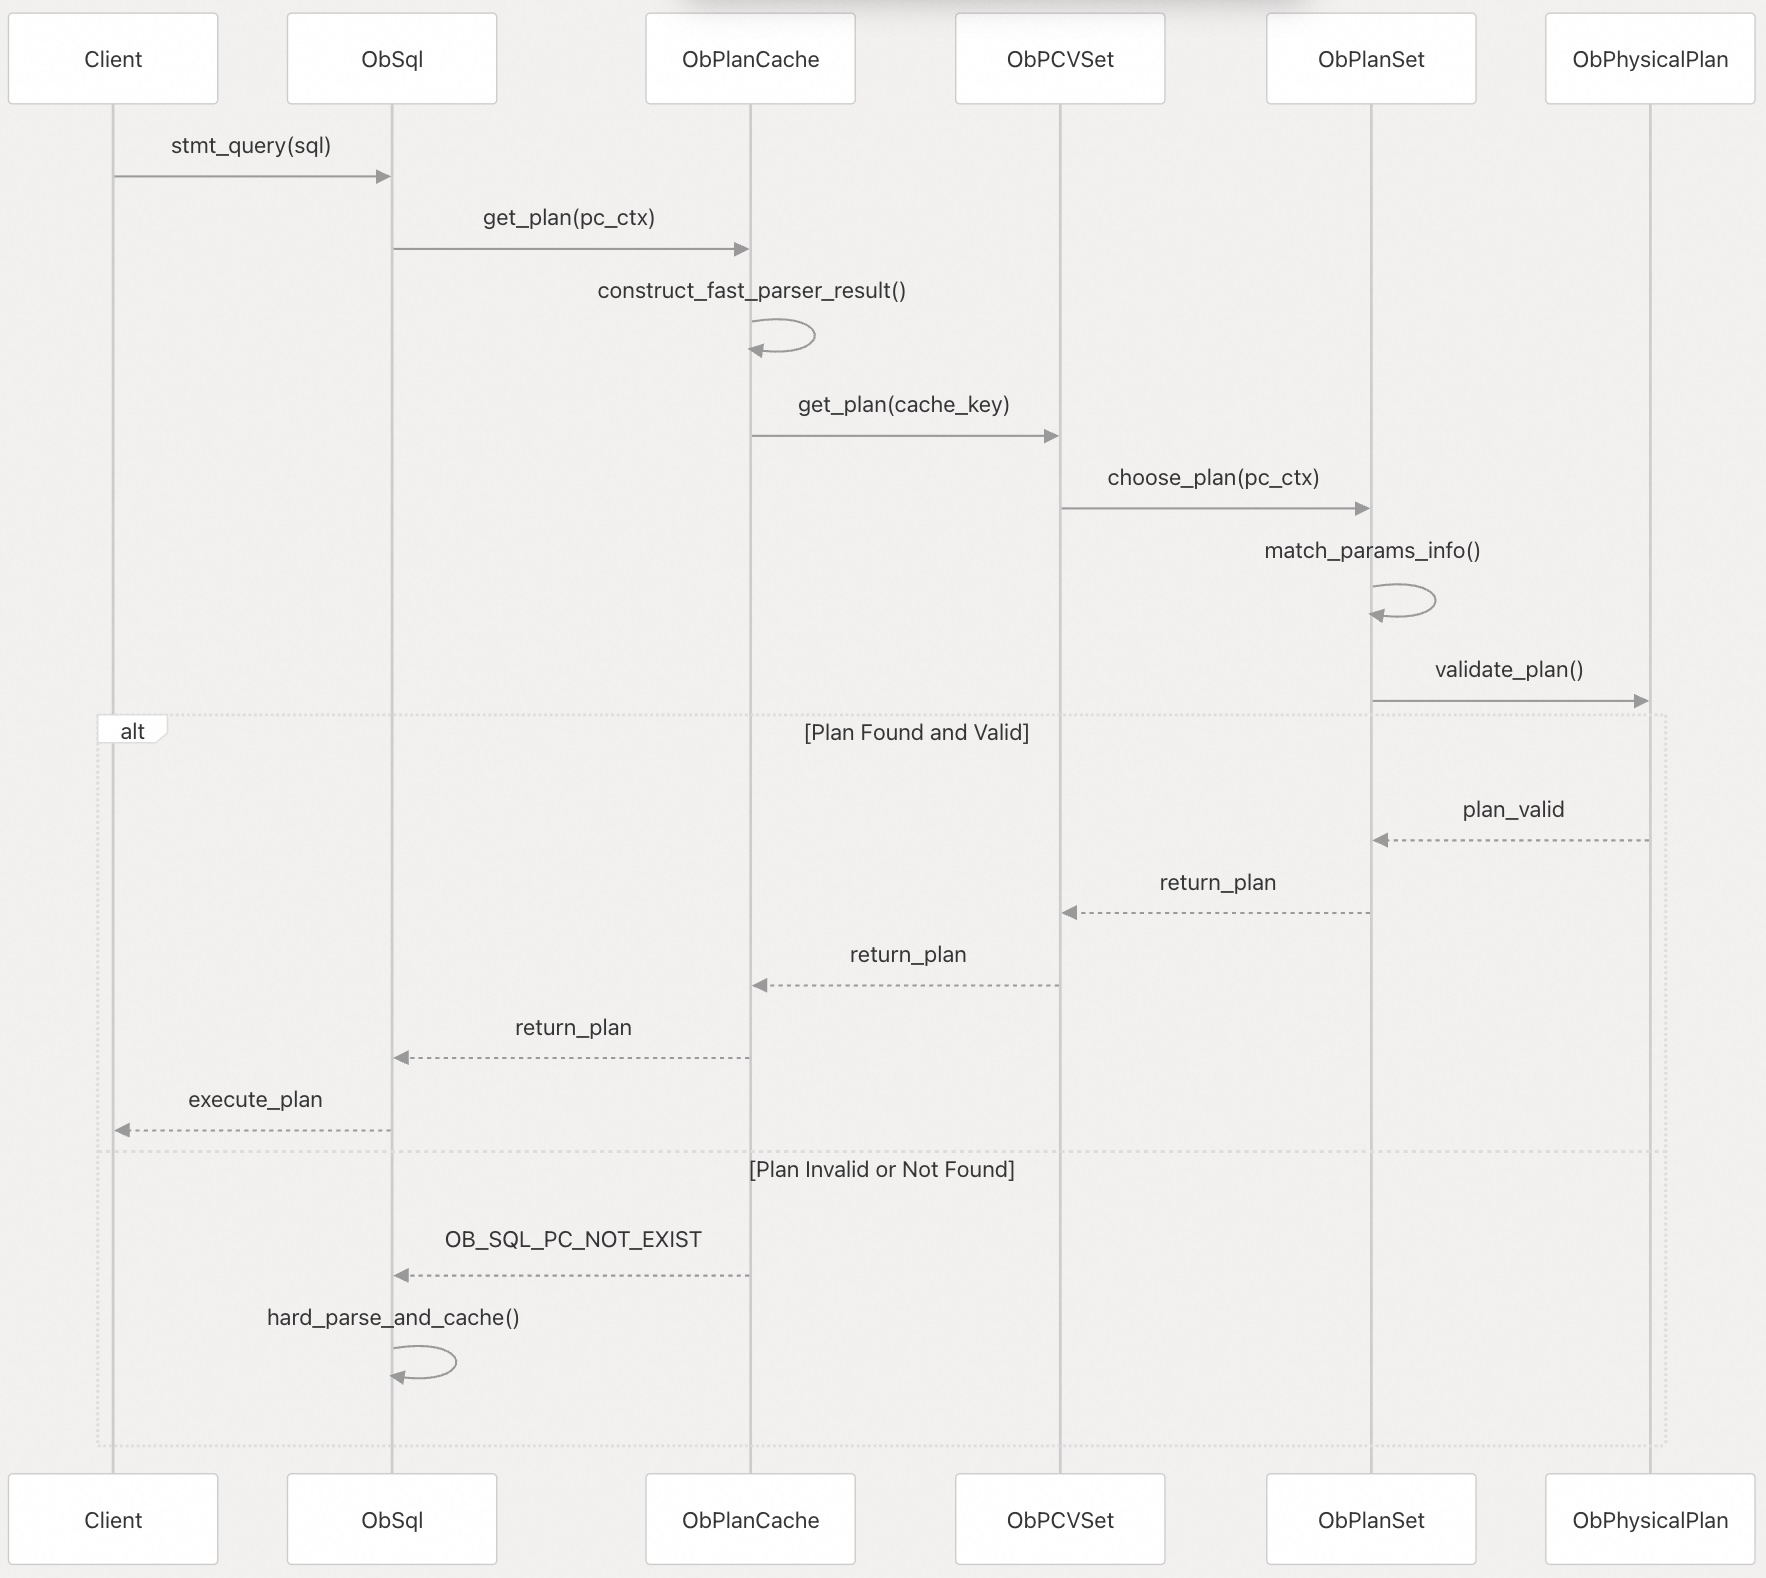 Client
ObSql
ObPlanCache
ObPCVSet
ObPlanSet
ObPhysicalPlan
stmt_query(sql)
get_plan(pc_ctx)
construct_fast_parser_result()
get_plan(cache_key)
choose_plan(pc_ctx)
match_params_info()
validate_plan()
alt
[Plan Found and Valid]
plan_valid
return_plan
return_plan
return_plan
execute_plan
[Plan Invalid or Not Found]
OB_SQL_PC_NOT_EXIST
hard_parse_and_cache()
Client
ObSql
ObPlanCache
ObPCVSet
ObPlanSet
ObPhysicalPlan